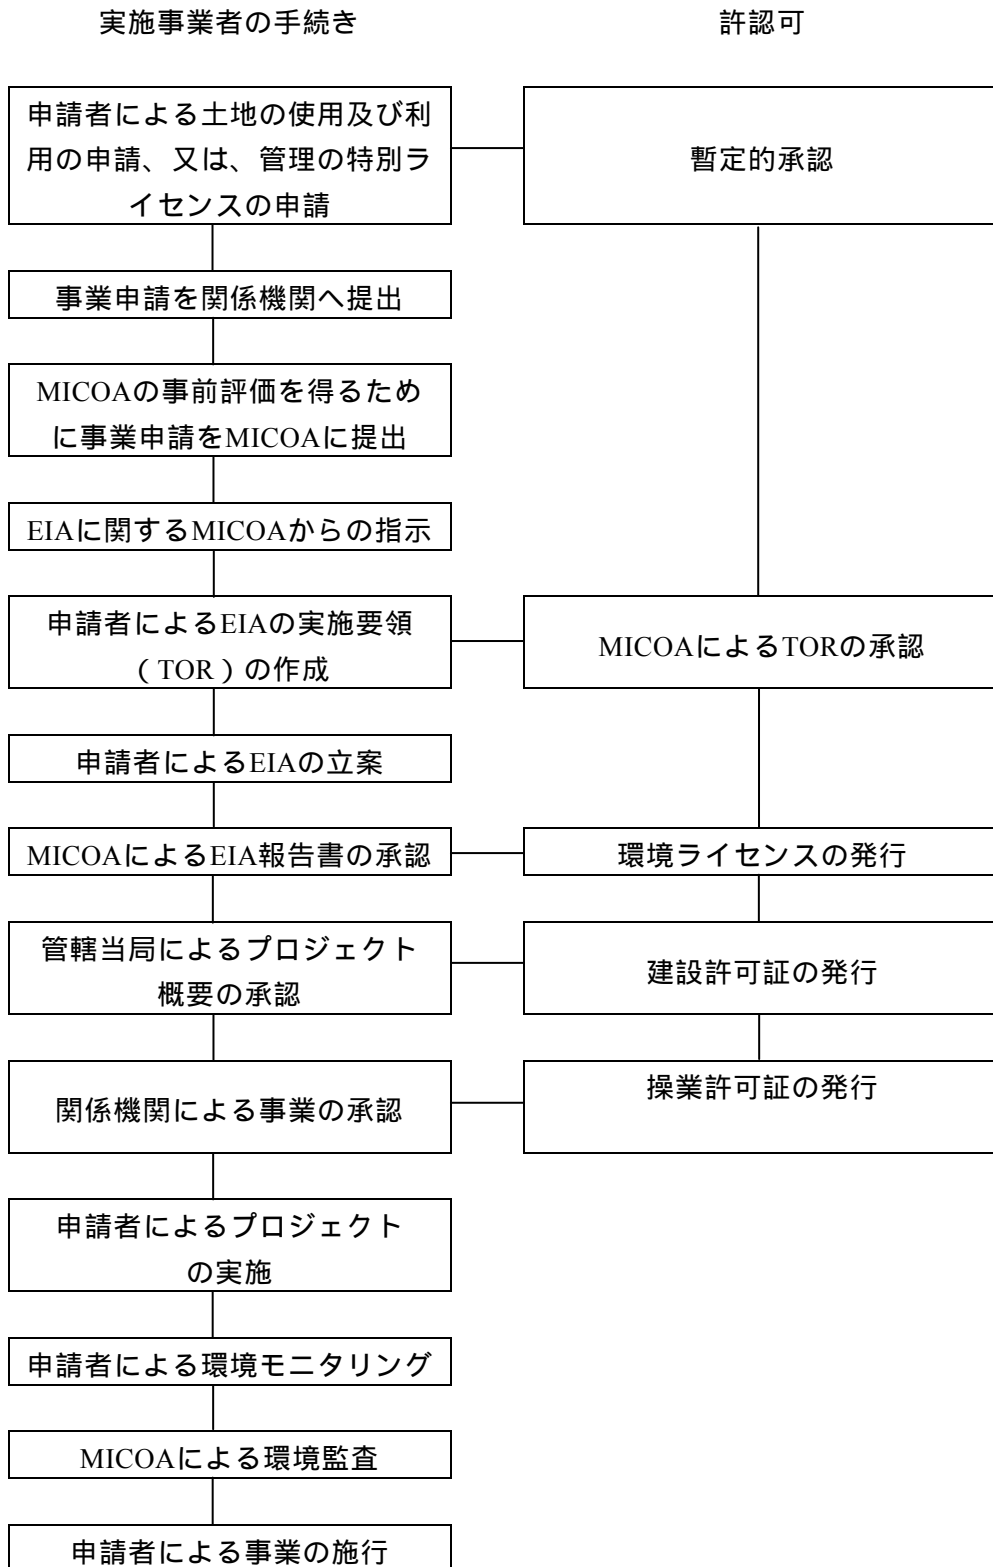 実施事業者の手続き
許認可
申請者による土地の使用及び利
用の申請、又は、管理の特別ラ
イセンスの申請
暫定的承認
事業申請を関係機関へ提出
MICOAの事前評価を得るため
に事業申請をMICOAに提出
EIAに関するMICOAからの指示
申請者によるEIAの実施要領
（TOR）の作成
MICOAによるTORの承認
申請者によるEIAの立案
MICOAによるEIA報告書の承認
環境ライセンスの発行
管轄当局によるプロジェクト
概要の承認
建設許可証の発行
関係機関による事業の承認
操業許可証の発行
申請者によるプロジェクト
の実施
申請者による環境モニタリング
MICOAによる環境監査
申請者による事業の施行